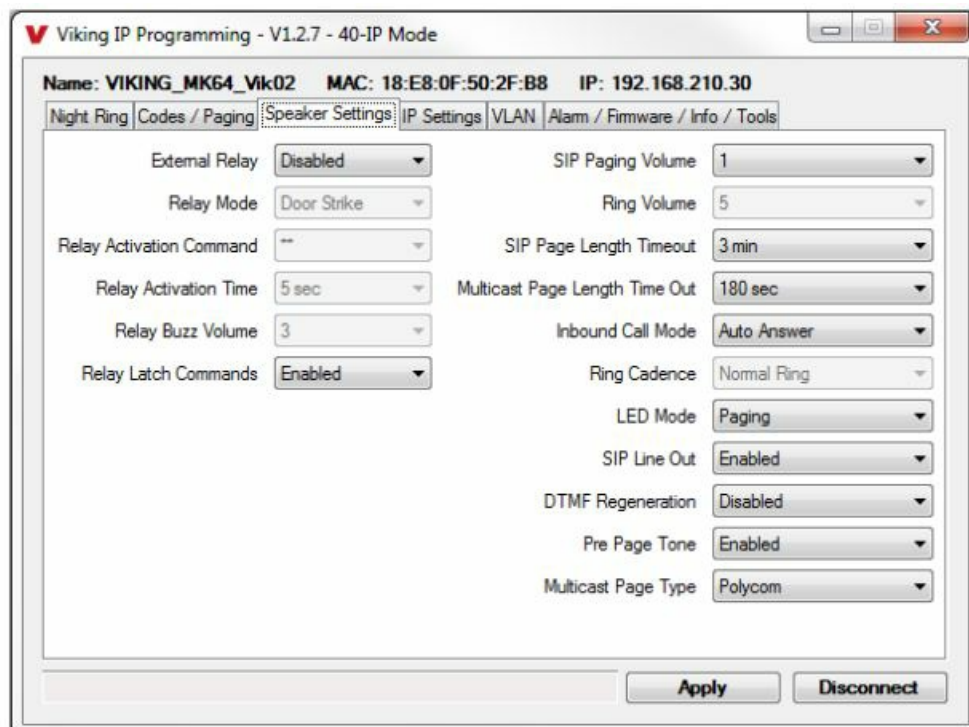 Viking IP Programming - V1.2.7 - 40-IP Mode
Name: VIKING_MK64_Vik02 MAC: 18:E8:0F:50:2F:B8 IP: 192.168.210.30
Night Ring Codes / Paging Speaker Settings IP Settings VLAN Alarm / Firmware / Info / Tools
External Relay Disabled
Relay Mode Door Strike
Relay Activation Command **
Relay Activation Time 5 sec
Relay Buzz Volume 3
Relay Latch Commands Enabled
SIP Paging Volume 1
Ring Volume 5
SIP Page Length Timeout 3 min
Multicast Page Length Time Out 180 sec
Inbound Call Mode Auto Answer
Ring Cadence Normal Ring
LED Mode Paging
SIP Line Out Enabled
DTMF Regeneration Disabled
Pre Page Tone Enabled
Multicast Page Type Polycom
Apply Disconnect